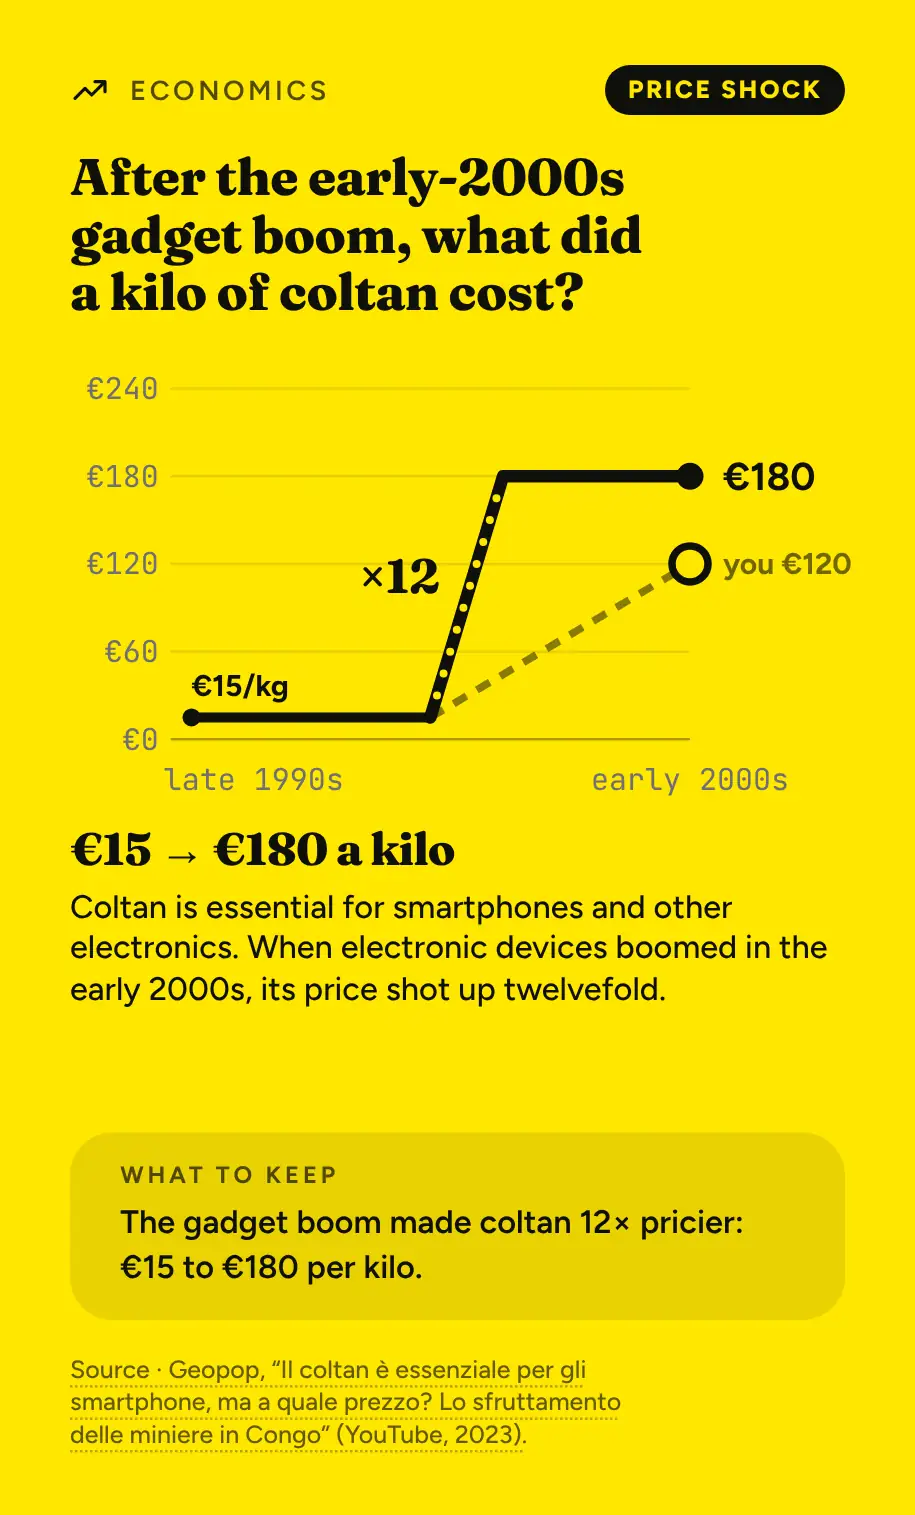 ECONOMICS
PRICE SHOCK
After the early-2000s
gadget boom, what did
a kilo of coltan cost?
€240
€180
€180
×12
€120
you €120
€60
€15/kg
€0
late 1990s
early 2000s
€15 → €180 a kilo
Coltan is essential for smartphones and other
electronics. When electronic devices boomed in the
early 2000s, its price shot up twelvefold.
WHAT TO KEEP
The gadget boom made coltan 12× pricier:
€15 to €180 per kilo.
Source · Geopop, “Il coltan è essenziale per gli
smartphone, ma a quale prezzo? Lo sfruttamento
delle miniere in Congo” (YouTube, 2023).